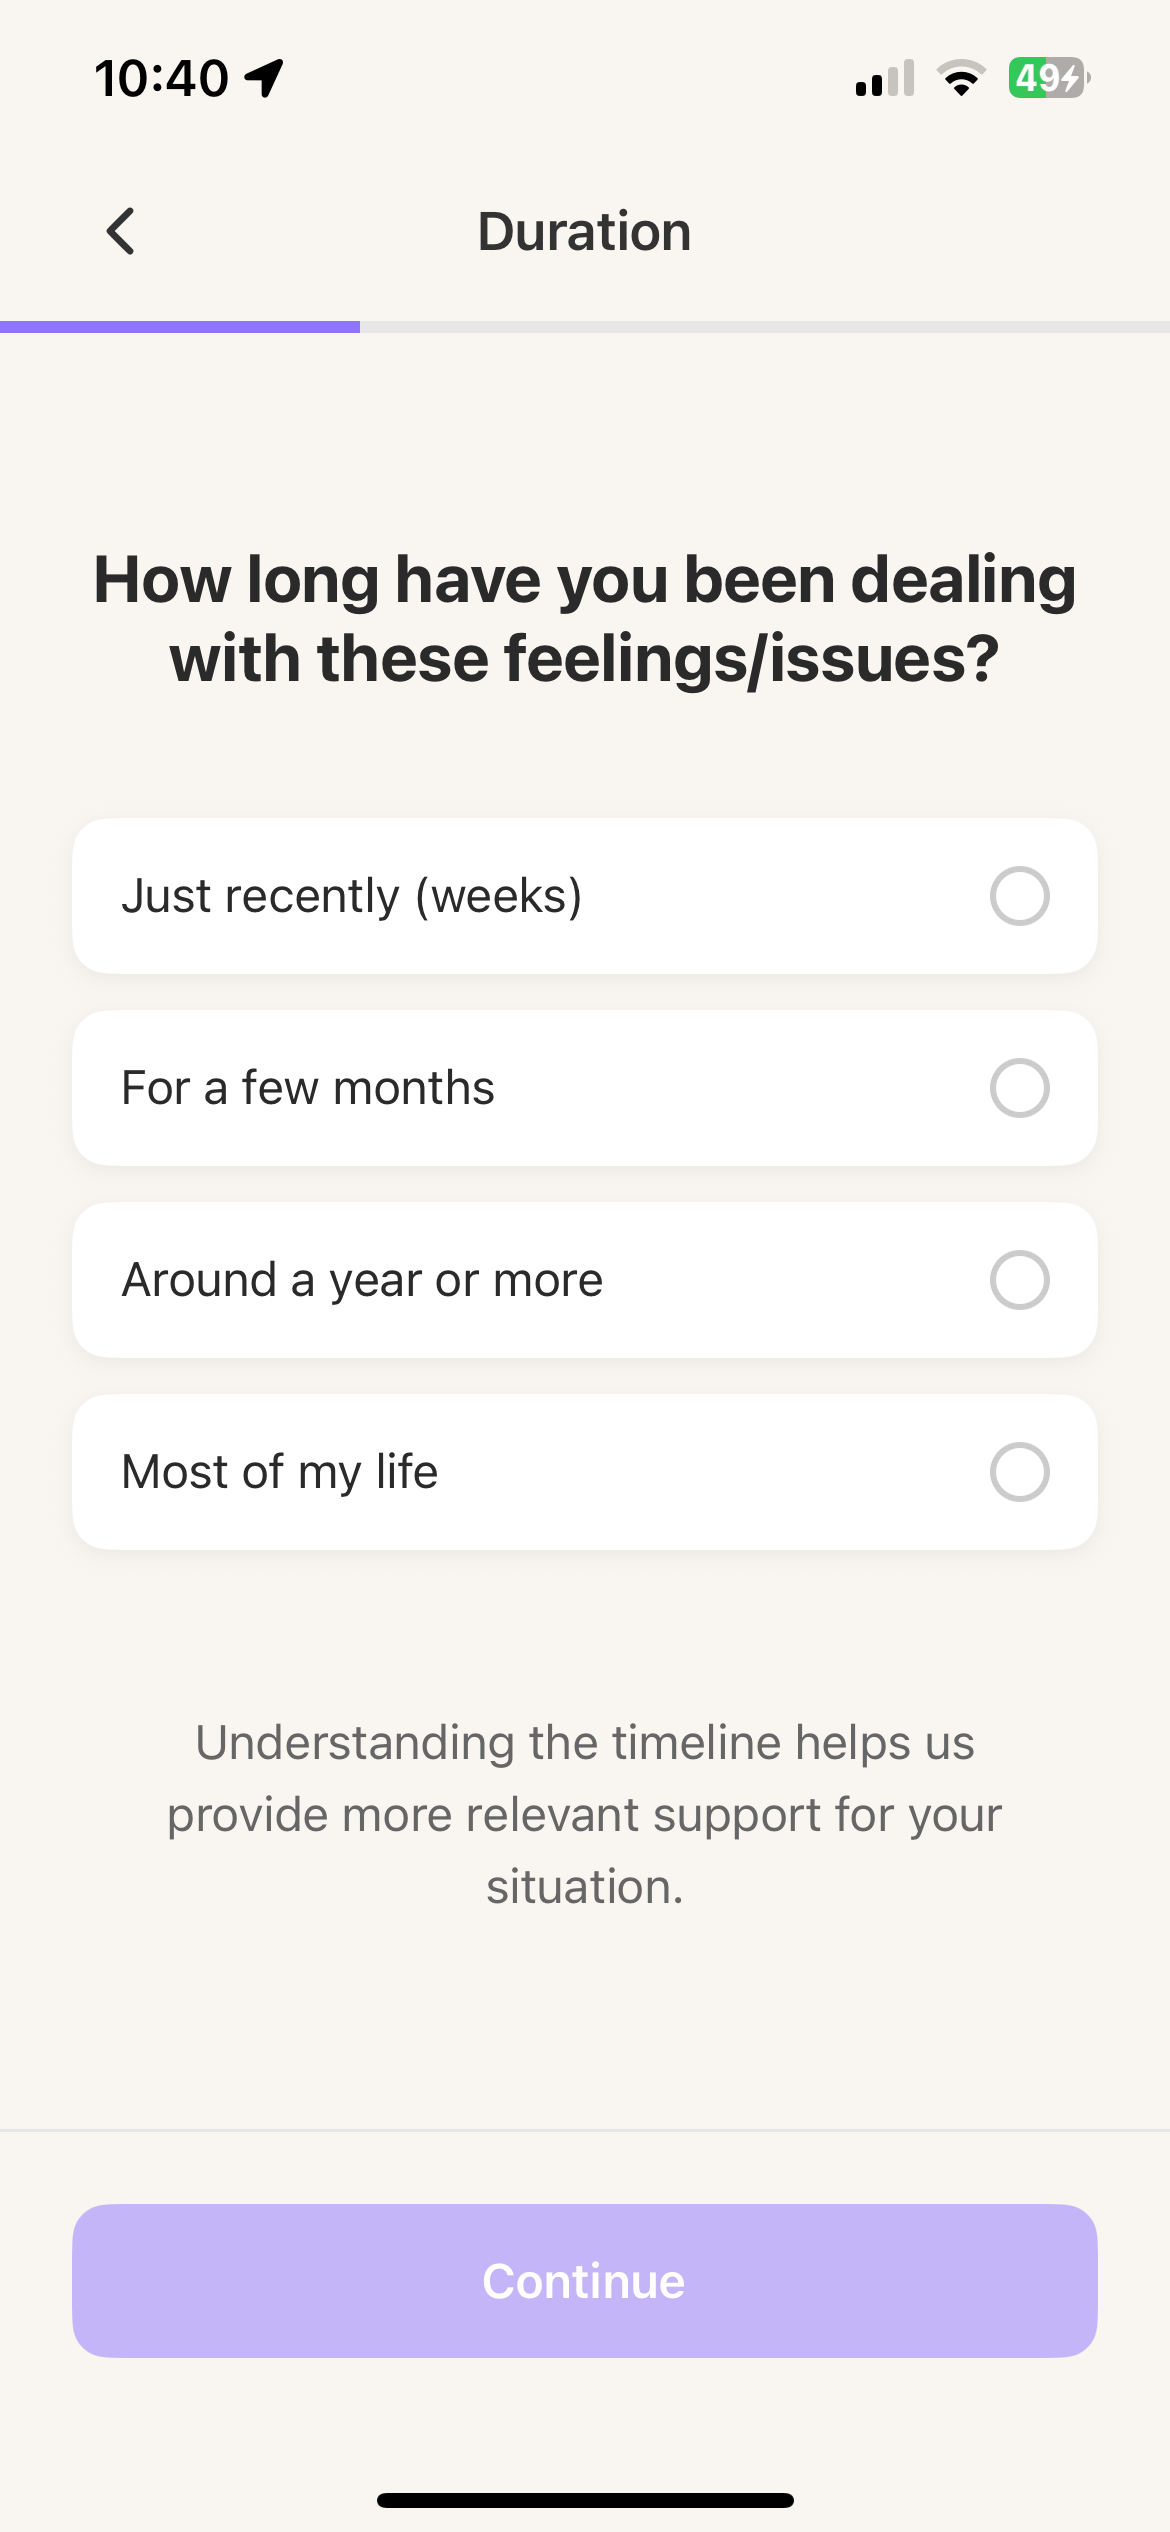 10:40
49
Duration
How long have you been dealing
with these feelings/issues?
Just recently (weeks)
For a few months
Around a year or more
Most of my life
Understanding the timeline helps us
provide more relevant support for your
situation.
Continue